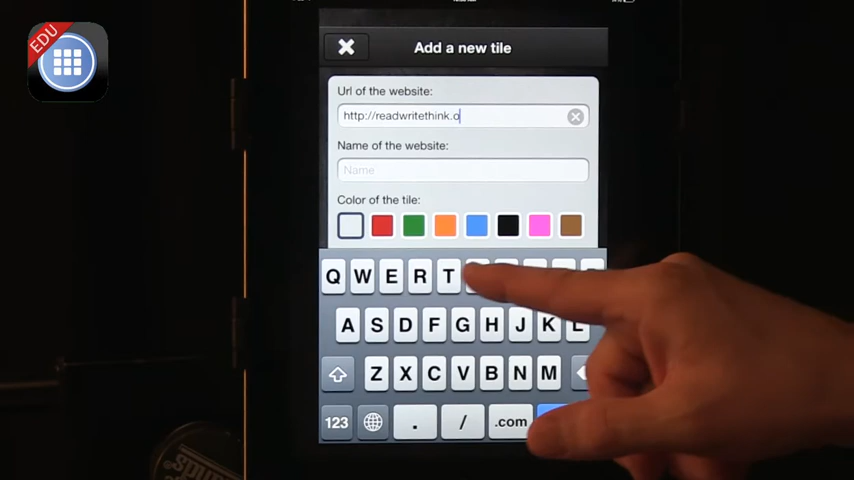 EDU
Add a new tile
Url of the website:
http://readwritethink.o
Name of the website:
Name
Color of the tile:
Q W E R T
A S D F G H J K L
Z X C V B N M
123 . / .com